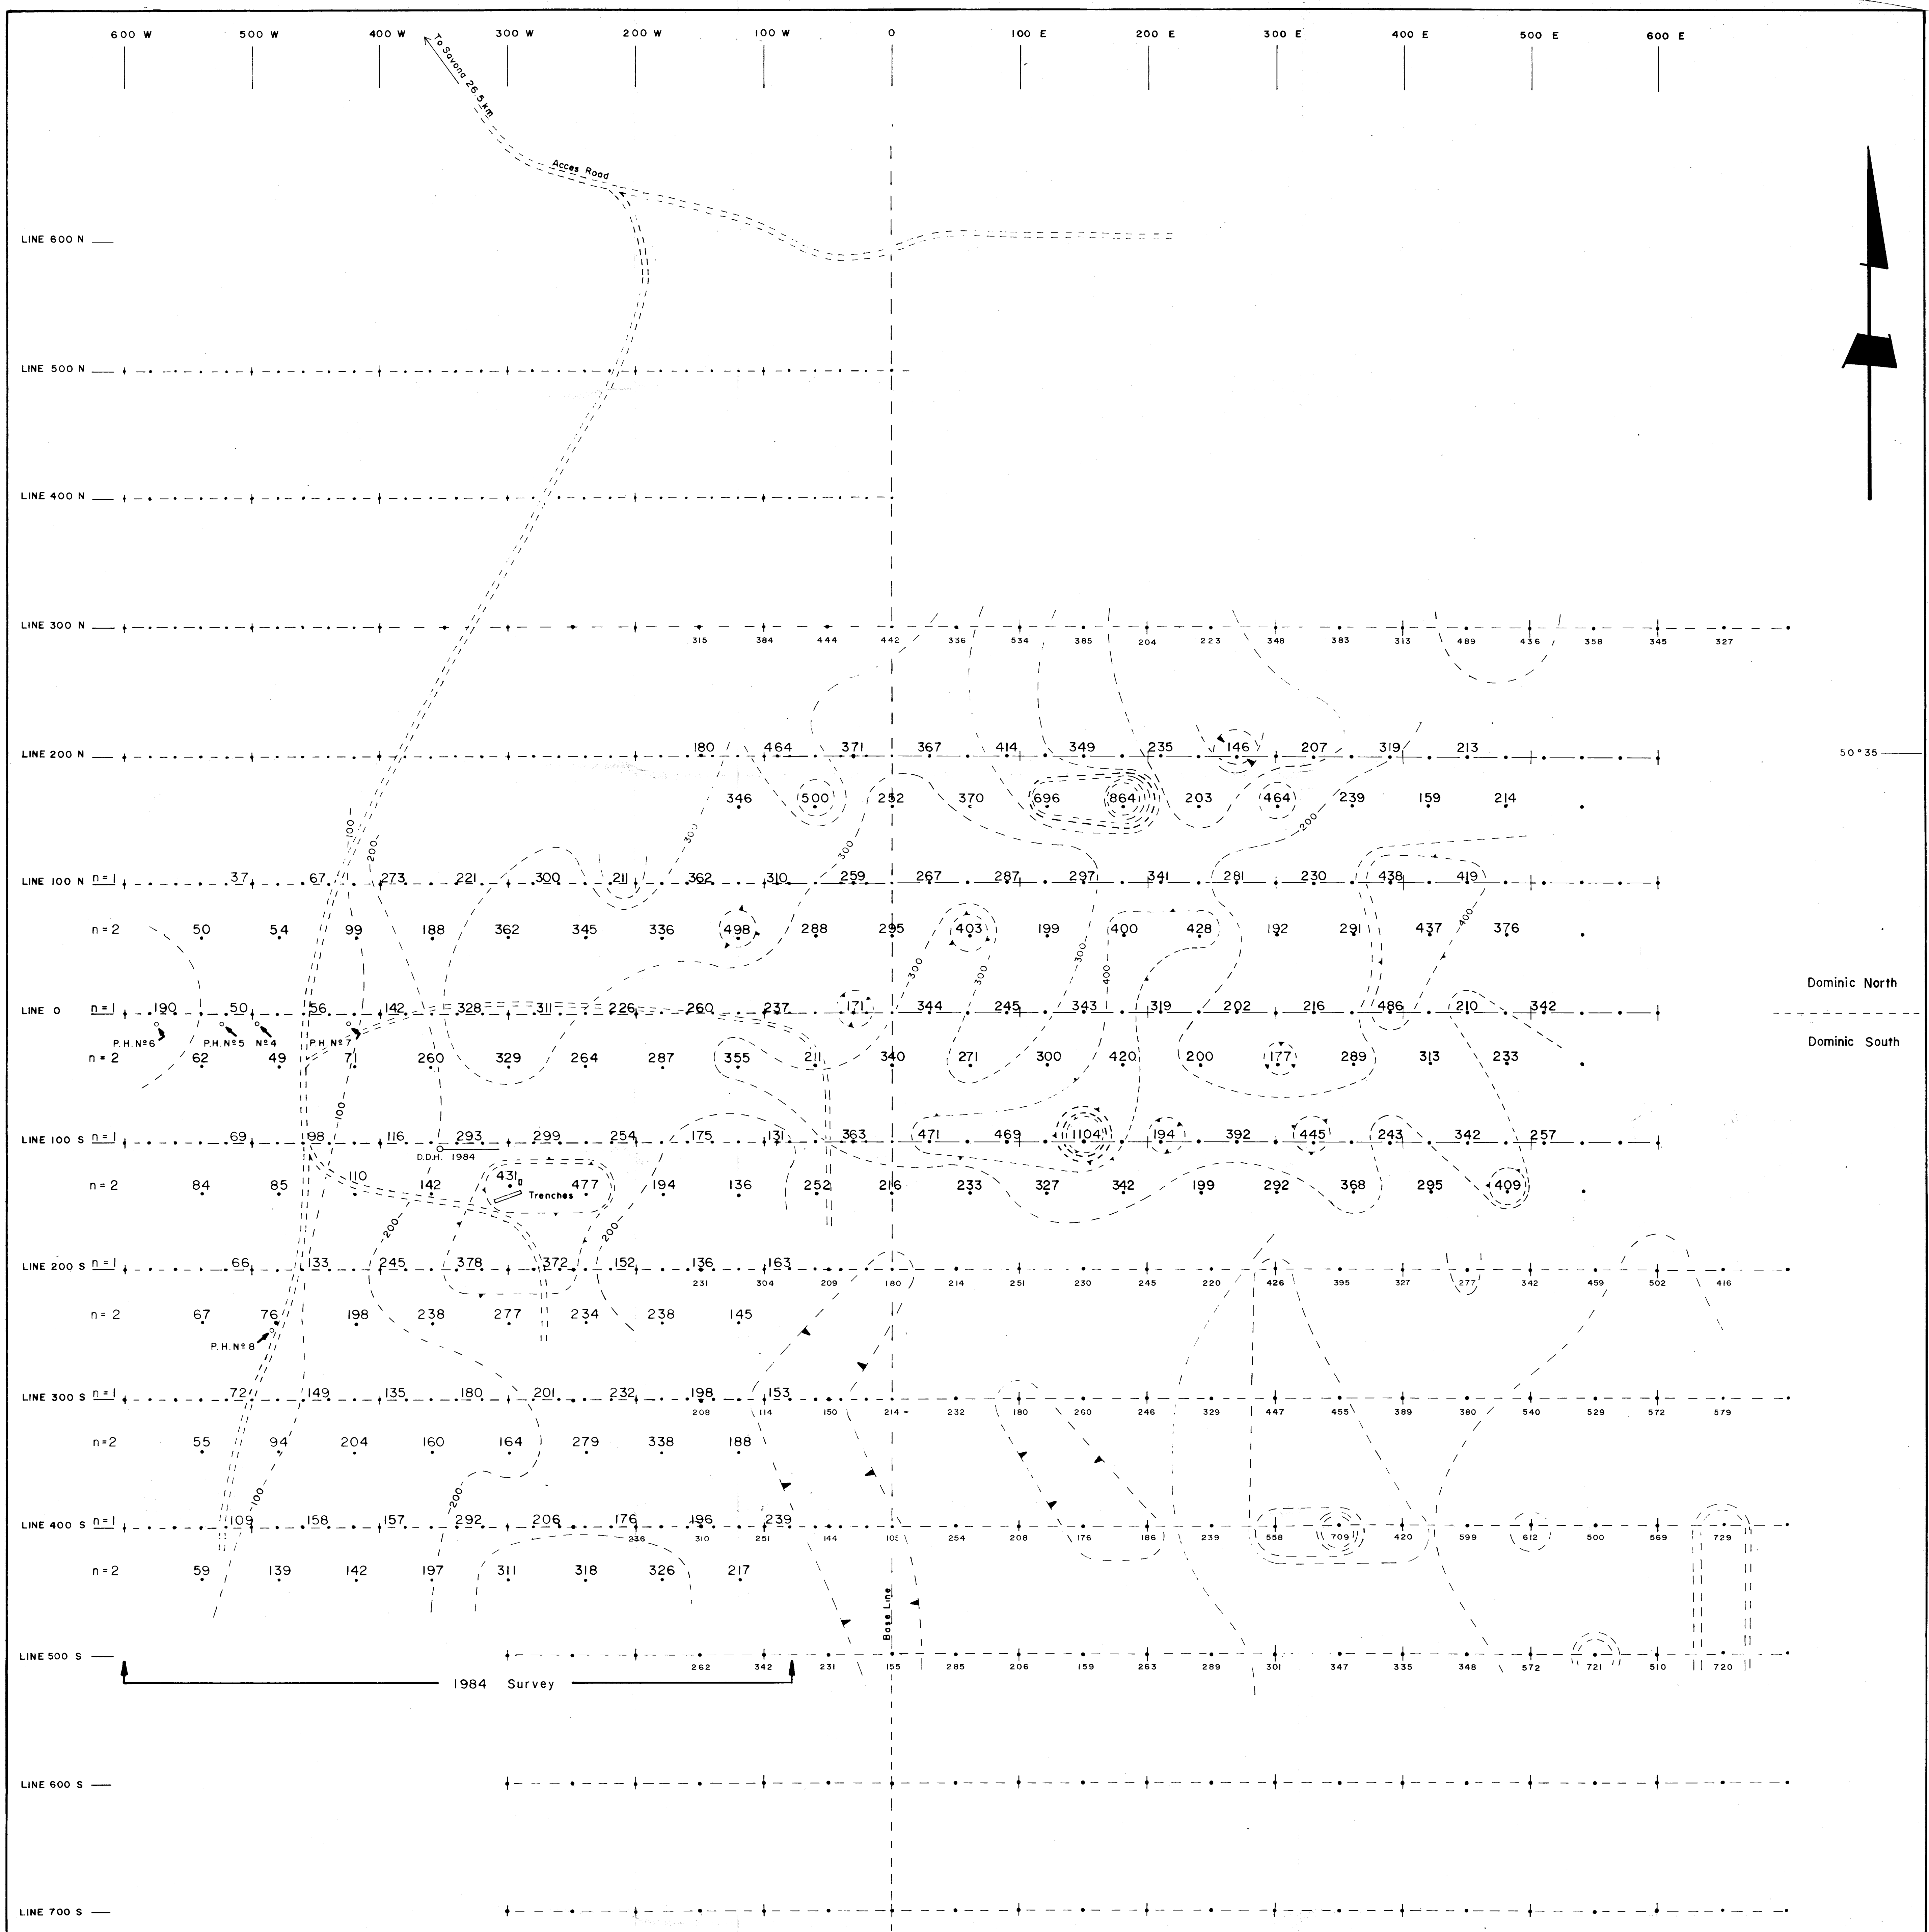 600 W 500 W 400 W 300 W 200 W 100 W 0 100 E 200 E 300 E 400 E 500 E 600 E
To Savona 26.5 km
Acces Road
LINE 600 N
LINE 500 N
LINE 400 N
LINE 300 N
315 384 444 442 336 534 385 204 223 348 383 313 489 436 358 345 327
LINE 200 N 180 464 371 367 414 349 235 146 207 319 213
50°35
346 500 252 370 696 864 203 464 239 159 214
100 200 300 300 200
LINE 100 N n=1 37 67 273 221 300 211 362 310 259 267 287 297 341 281 230 438 419
400
n=2 50 54 99 188 362 345 336 498 288 295 403 199 400 428 192 291 437 376
300 300 300 400
Dominic North
LINE 0 n=1 190 50 56 142 328 311 226 260 237 171 344 245 343 319 202 216 486 210 342
P.H.Nº6 P.H.Nº5 Nº4 P.H.Nº7
Dominic South
n=2 62 49 71 260 329 264 287 355 211 340 271 300 420 200 177 289 313 233
100
LINE 100 S n=1 69 98 116 293 299 254 175 131 363 471 469 1104 194 392 445 243 342 257
D.D.H. 1984
n=2 84 85 110 142 431 477 194 136 252 216 233 327 342 199 292 368 295 409
Trenches
200 200
LINE 200 S n=1 66 133 245 378 372 152 136 163
231 304 209 180 214 251 230 245 220 426 395 327 277 342 459 502 416
n=2 67 76 198 238 277 234 238 145
P.H.Nº8
LINE 300 S n=1 72 149 135 180 201 232 198 153
208 114 150 214 232 180 260 246 329 447 455 389 380 540 529 572 579
n=2 55 94 204 160 164 279 338 188
100 200
LINE 400 S n=1 109 158 157 292 206 176 196 239
236 310 251 144 105 254 208 176 186 239 558 709 420 599 612 500 569 729
n=2 59 139 142 197 311 318 326 217
Base Line
LINE 500 S
262 342 231 155 285 206 159 263 289 301 347 335 348 572 721 510 720
1984 Survey
LINE 600 S
LINE 700 S